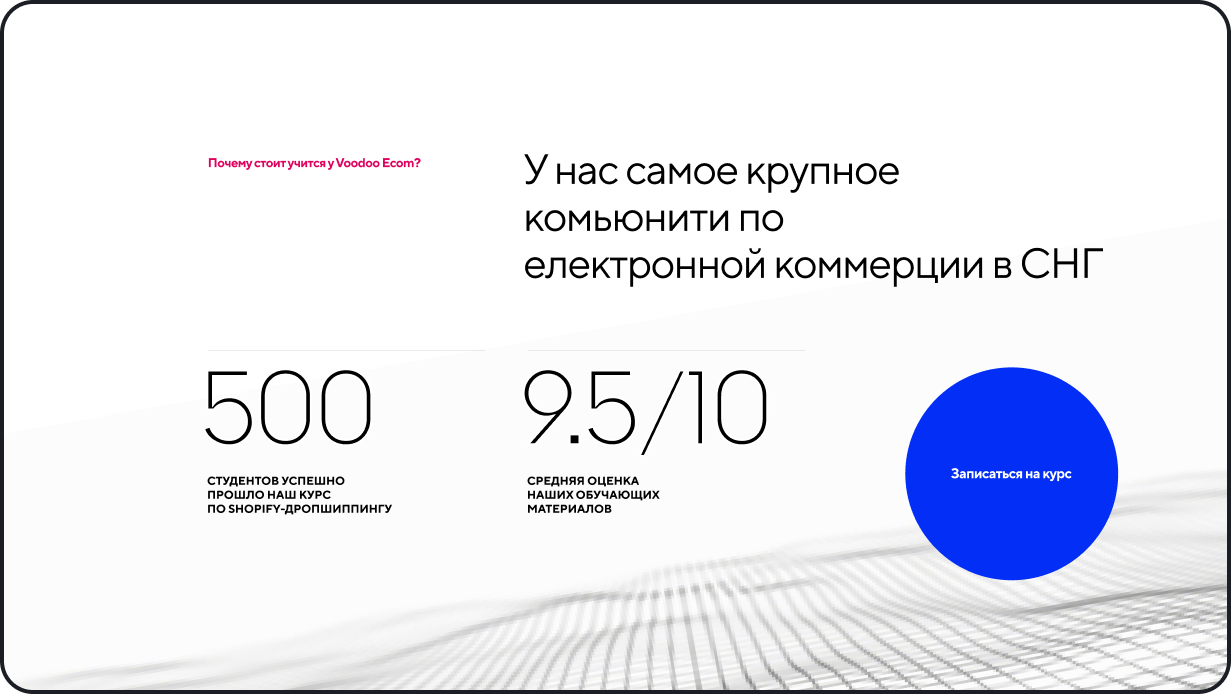 Почему стоит учится у Voodoo Ecom?
У нас самое крупное
комьюнити по
електронной коммерции в СНГ
500
СТУДЕНТОВ УСПЕШНО
ПРОШЛО НАШ КУРС
ПО SHOPIFY-ДРОПШИППИНГУ
9.5/10
СРЕДНЯЯ ОЦЕНКА
НАШИХ ОБУЧАЮЩИХ
МАТЕРИАЛОВ
Записаться на курс